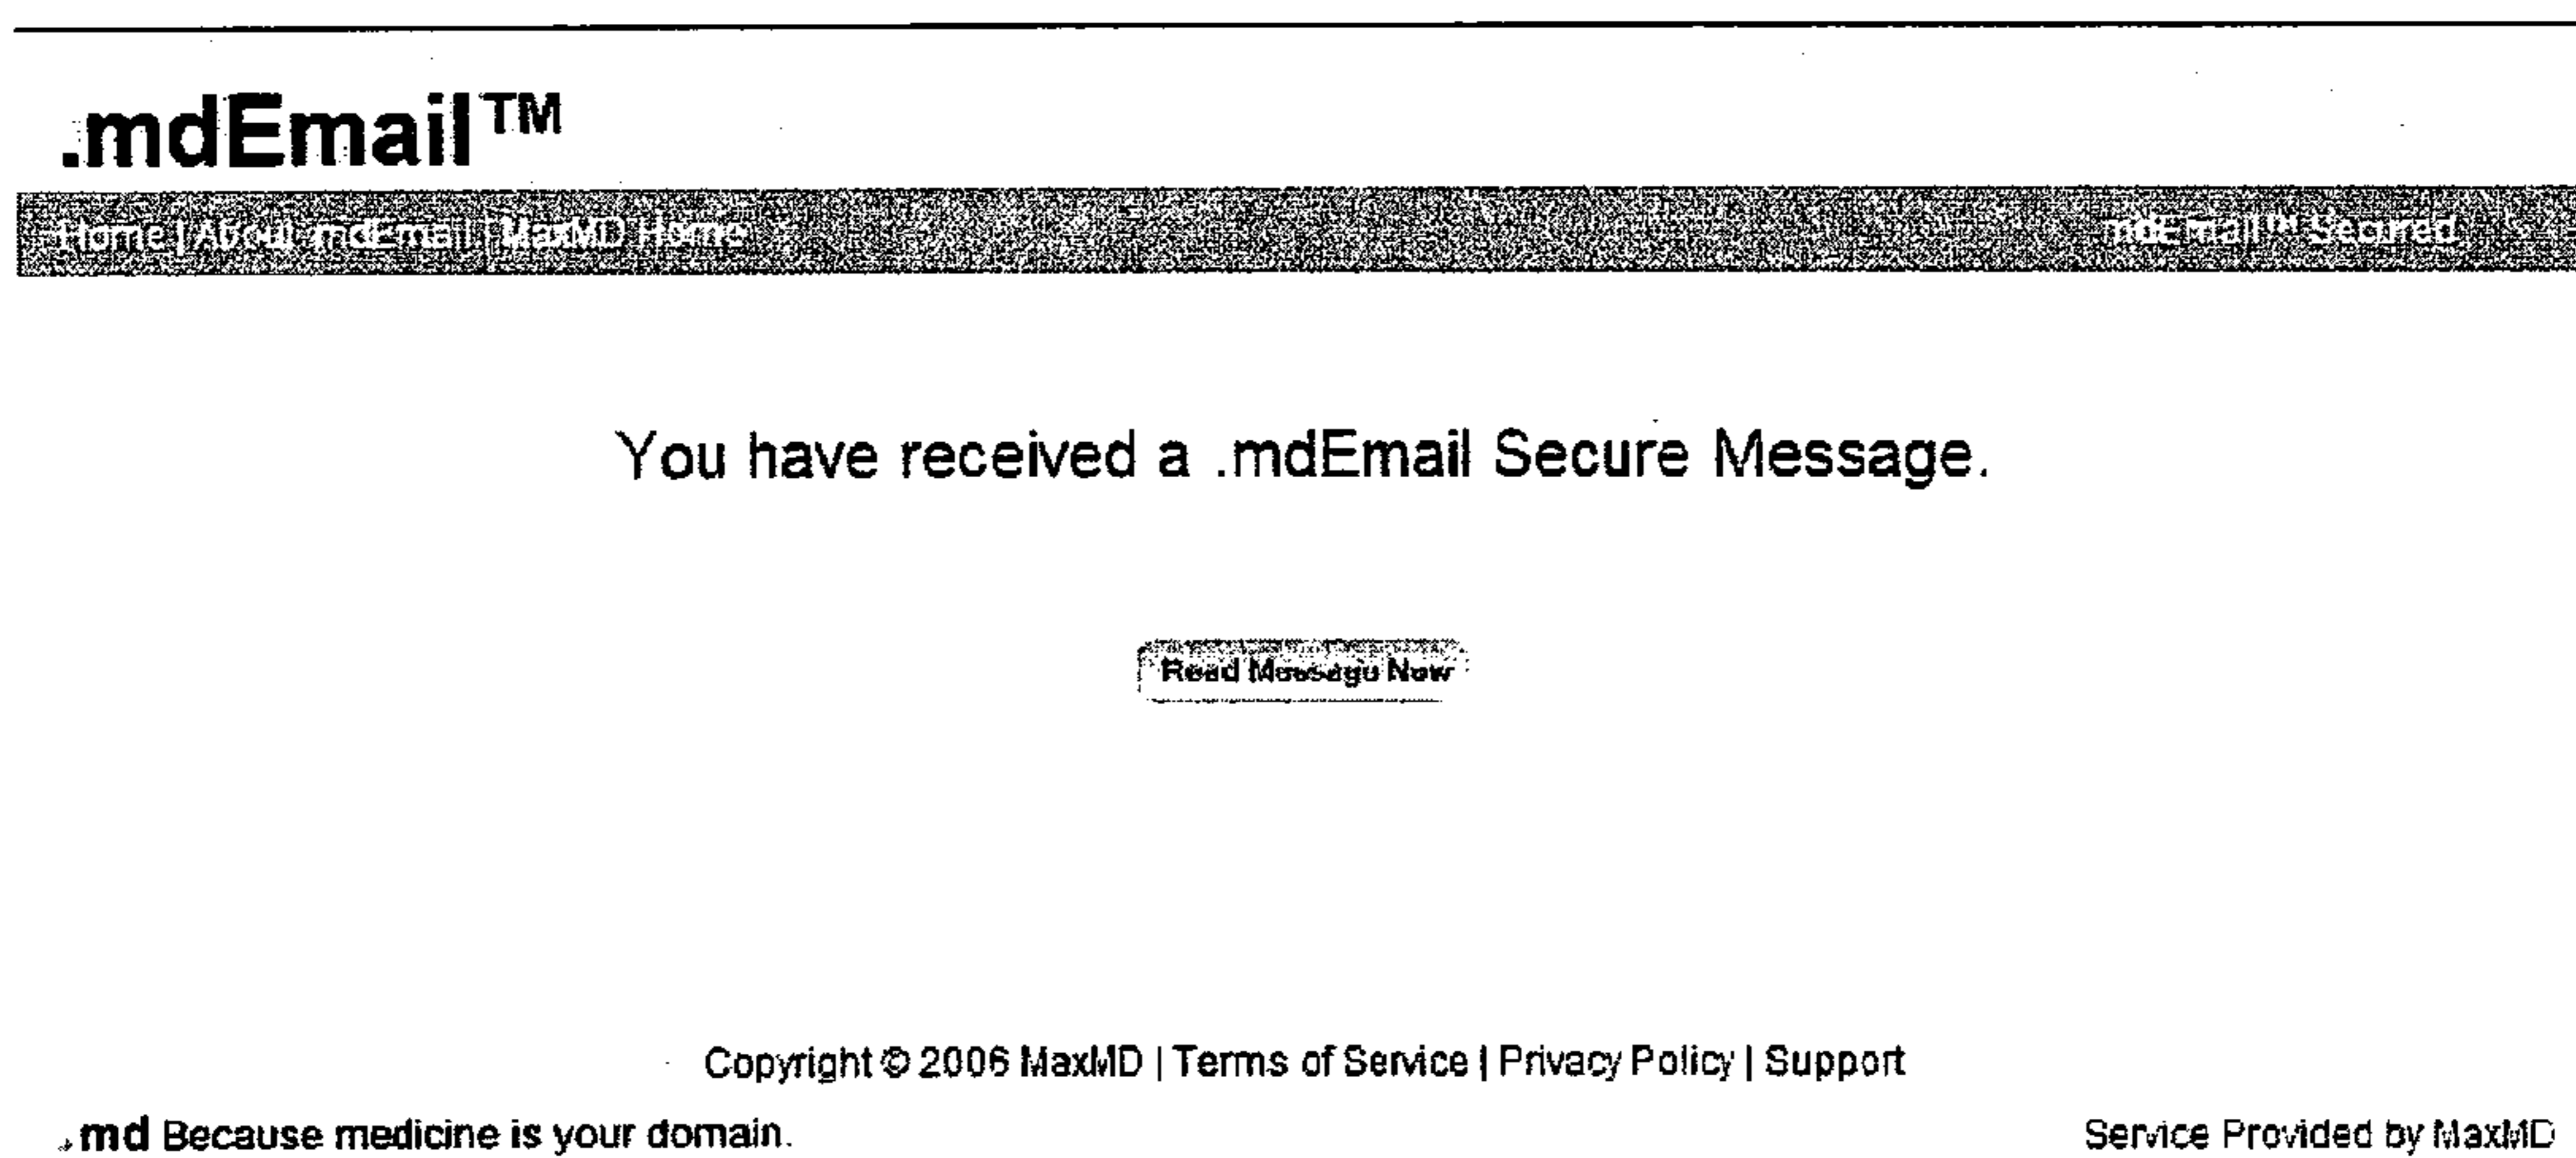 .mdEmail™
Home | About .mdEmail | MaxMD Home
.mdEmail™ Secured
You have received a .mdEmail Secure Message.
Read Message Now
Copyright © 2006 MaxMD | Terms of Service | Privacy Policy | Support
.md Because medicine is your domain.
Service Provided by MaxMD